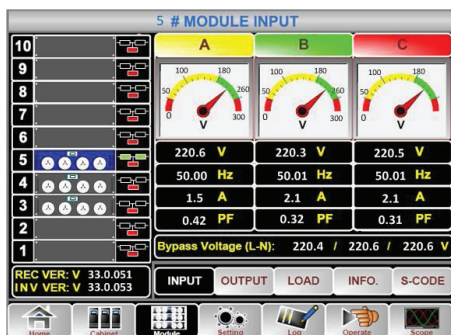 5 # MODULE INPUT
10
9
8
7
6
5
4
3
2
1
A B C
0 50 100 180 260 300
V
0 50 100 180 260 300
V
0 50 100 180 260 300
V
220.6 V 220.3 V 220.5 V
50.00 Hz 50.01 Hz 50.01 Hz
1.5 A 2.1 A 2.1 A
0.42 PF 0.32 PF 0.31 PF
Bypass Voltage (L-N): 220.4 / 220.6 / 220.6 V
REC VER: V 33.0.051
INV VER: V 33.0.053
INPUT OUTPUT LOAD INFO. S-CODE
Home Cabinet Module Setting Log Operate Scope